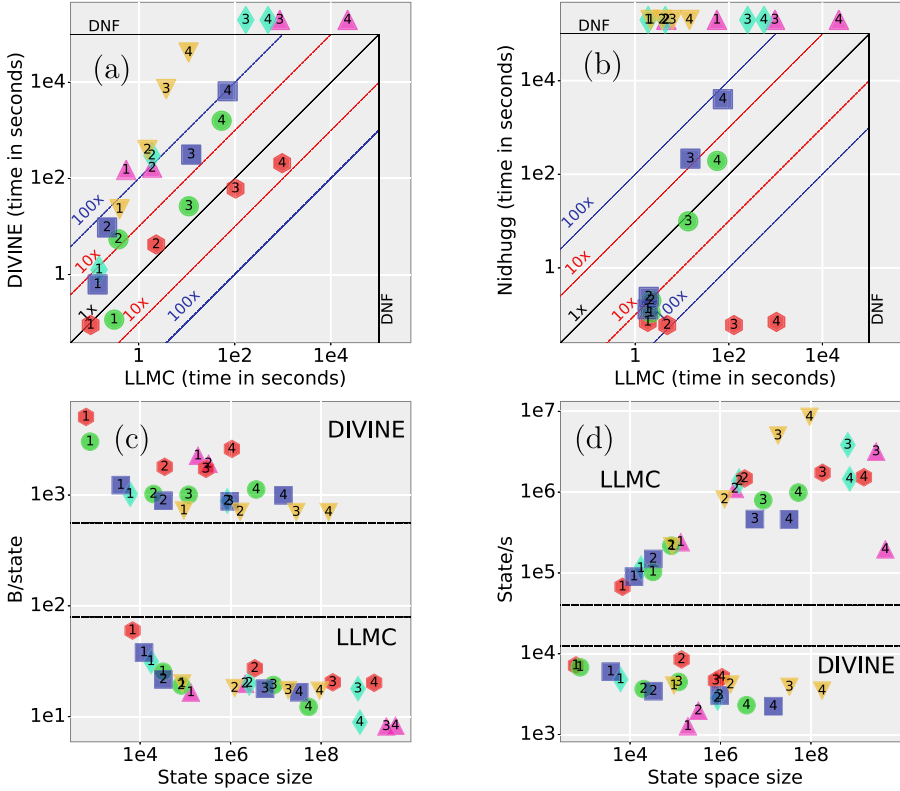 DNF
(a)
DIVINE (time in seconds)
1e4
1e2
1
100x
10x
1x
10x
100x
DNF
1
1e2
1e4
LLMC (time in seconds)
DNF
(b)
Nidhugg (time in seconds)
1e4
1e2
1
100x
10x
1x
10x
100x
DNF
1
1e2
1e4
LLMC (time in seconds)
(c)
DIVINE
B/state
1e3
1e2
1e1
LLMC
1e4
1e6
1e8
State space size
(d)
LLMC
State/s
1e7
1e6
1e5
1e4
1e3
DIVINE
1e4
1e6
1e8
State space size